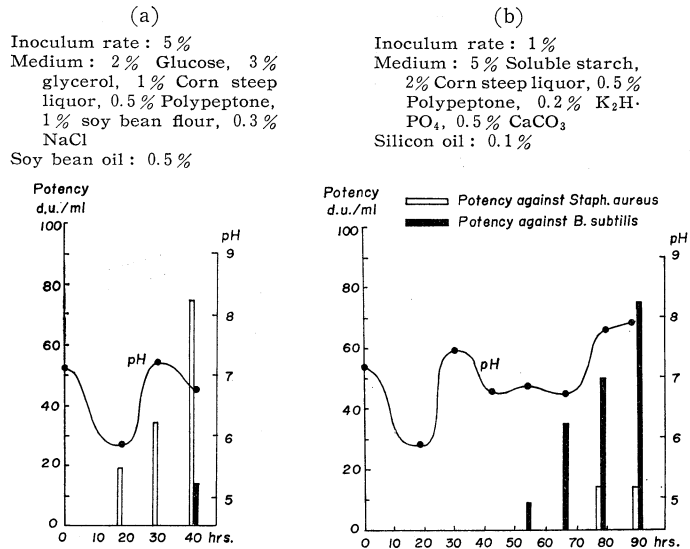 (a)
Inoculum rate : 5 %
Medium : 2 % Glucose, 3 %
glycerol, 1 % Corn steep
liquor, 0.5 % Polypeptone,
1 % soy bean flour, 0.3 %
NaCl
Soy bean oil : 0.5 %
Potency
d.u./ml
100
80
60
40
20
0
pH
9
8
7
6
5
pH
0 10 20 30 40 hrs.
(b)
Inoculum rate : 1 %
Medium : 5 % Soluble starch,
2% Corn steep liquor, 0.5 %
Polypeptone, 0.2 % K₂H·
PO₄, 0.5 % CaCO₃
Silicon oil : 0.1 %
Potency
d.u./ml
Potency against Staph. aureus
Potency against B. subtilis
100
80
60
40
20
0
pH
9
8
7
6
5
pH
0 10 20 30 40 50 60 70 80 90 hrs.